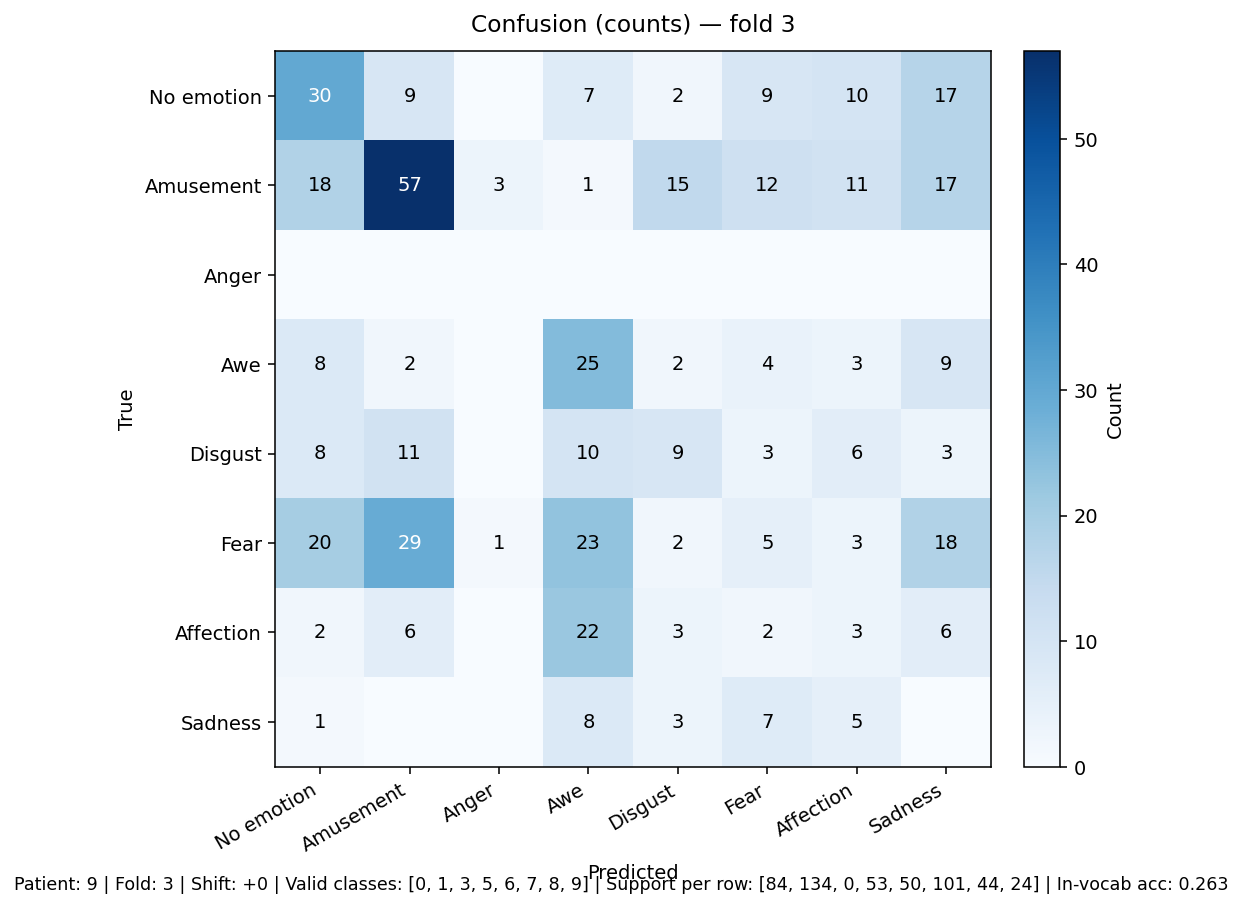 Confusion (counts) — fold 3
No emotion 30 9 7 2 9 10 17
Amusement 18 57 3 1 15 12 11 17
Anger
Awe 8 2 25 2 4 3 9
Disgust 8 11 10 9 3 6 3
Fear 20 29 1 23 2 5 3 18
Affection 2 6 22 3 2 3 6
Sadness 1 8 3 7 5
True
No emotion Amusement Anger Awe Disgust Fear Affection Sadness
Predicted
50
40
30
20
10
0
Count
Patient: 9 | Fold: 3 | Shift: +0 | Valid classes: [0, 1, 3, 5, 6, 7, 8, 9] | Support per row: [84, 134, 0, 53, 50, 101, 44, 24] | In-vocab acc: 0.263